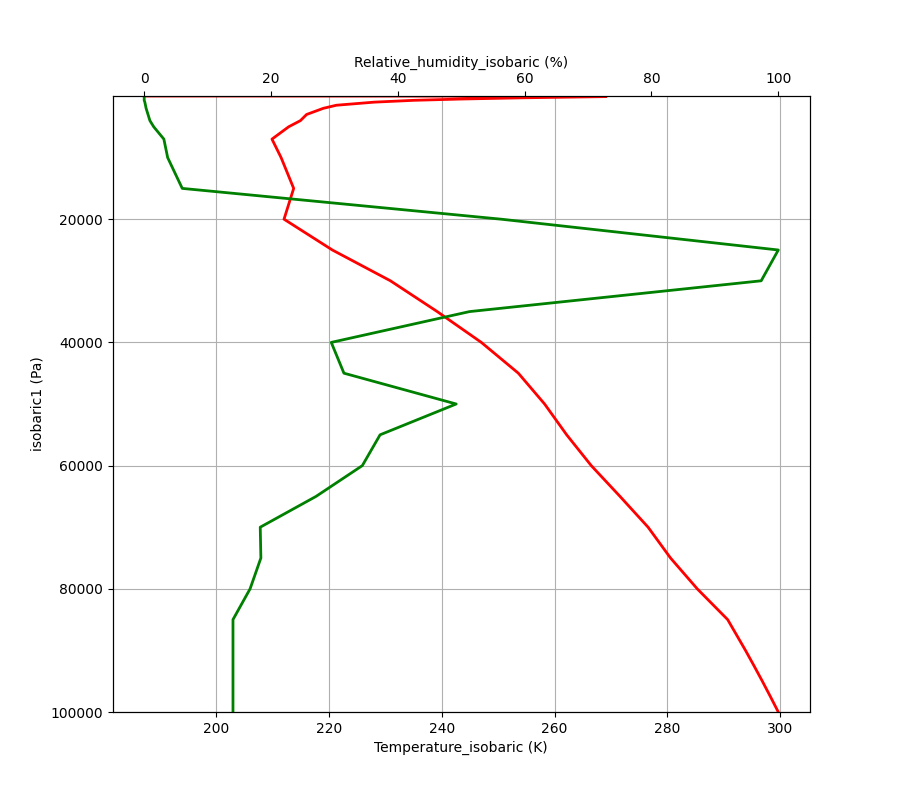 Relative_humidity_isobaric (%)
0 20 40 60 80 100
isobaric1 (Pa)
20000
40000
60000
80000
100000
200 220 240 260 280 300
Temperature_isobaric (K)